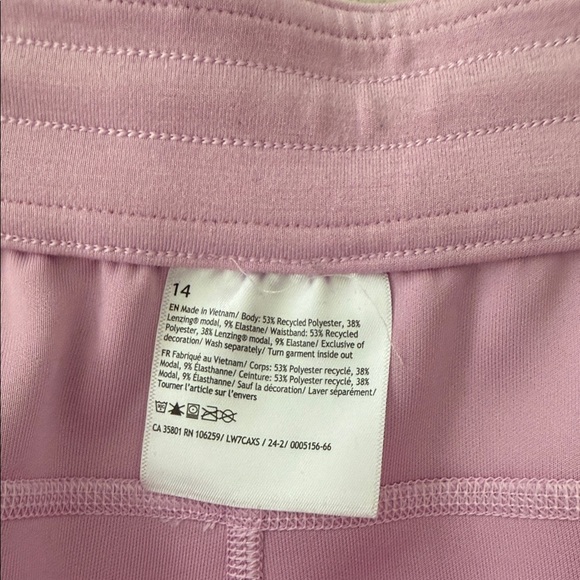 14
EN Made in Vietnam/ Body: 53% Recycled Polyester, 38%
Lenzing® modal, 9% Elastane/ Waistband: 53% Recycled
Polyester, 38% Lenzing® modal, 9% Elastane/ Exclusive of
decoration/ Wash separately/ Turn garment inside out
FR Fabriqué au Vietnam/ Corps: 53% Polyester recyclé, 38%
Modal, 9% Élasthanne/ Ceinture: 53% Polyester recyclé, 38%
Modal, 9% Élasthanne/ Sauf la décoration/ Laver séparément/
Tourner l'article sur l'envers
CA 35801 RN 106259/ LW7CAXS / 24-2/ 0005156-66